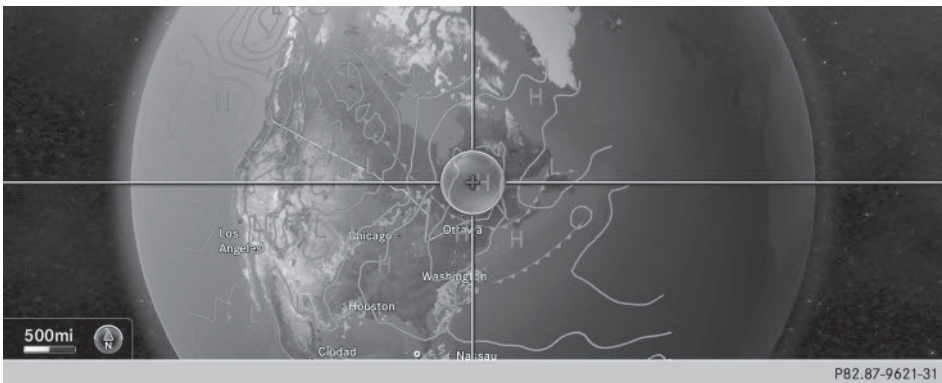 H
L
H
L
L
H
Los
Angeles
Chicago
Ottawa
H
H
Washington
H
Houston
500mi
N
Ciudad
Nassau
P82.87-9621-31